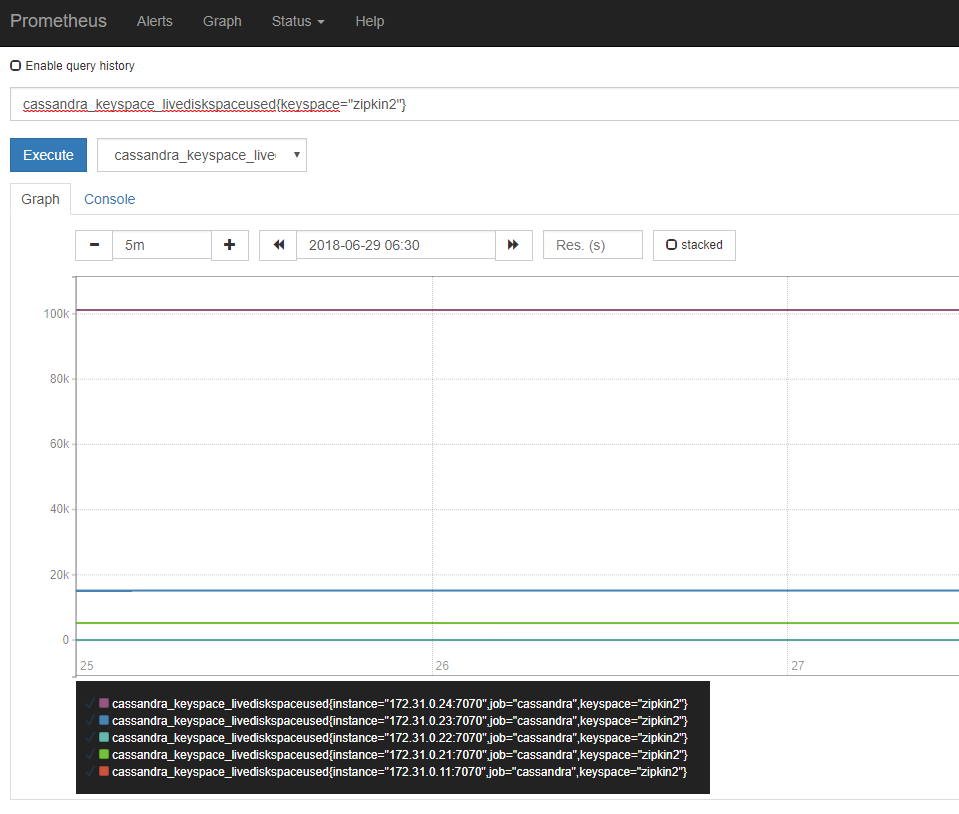 Prometheus Alerts Graph Status Help
Enable query history
cassandra_keyspace_livediskspaceused{keyspace="zipkin2"}
Execute cassandra_keyspace_live
Graph Console
5m 2018-06-29 06:30 Res. (s) stacked
100k
80k
60k
40k
20k
0
25 26 27
cassandra_keyspace_livediskspaceused{instance="172.31.0.24:7070",job="cassandra",keyspace="zipkin2"}
cassandra_keyspace_livediskspaceused{instance="172.31.0.23:7070",job="cassandra",keyspace="zipkin2"}
cassandra_keyspace_livediskspaceused{instance="172.31.0.22:7070",job="cassandra",keyspace="zipkin2"}
cassandra_keyspace_livediskspaceused{instance="172.31.0.21:7070",job="cassandra",keyspace="zipkin2"}
cassandra_keyspace_livediskspaceused{instance="172.31.0.11:7070",job="cassandra",keyspace="zipkin2"}